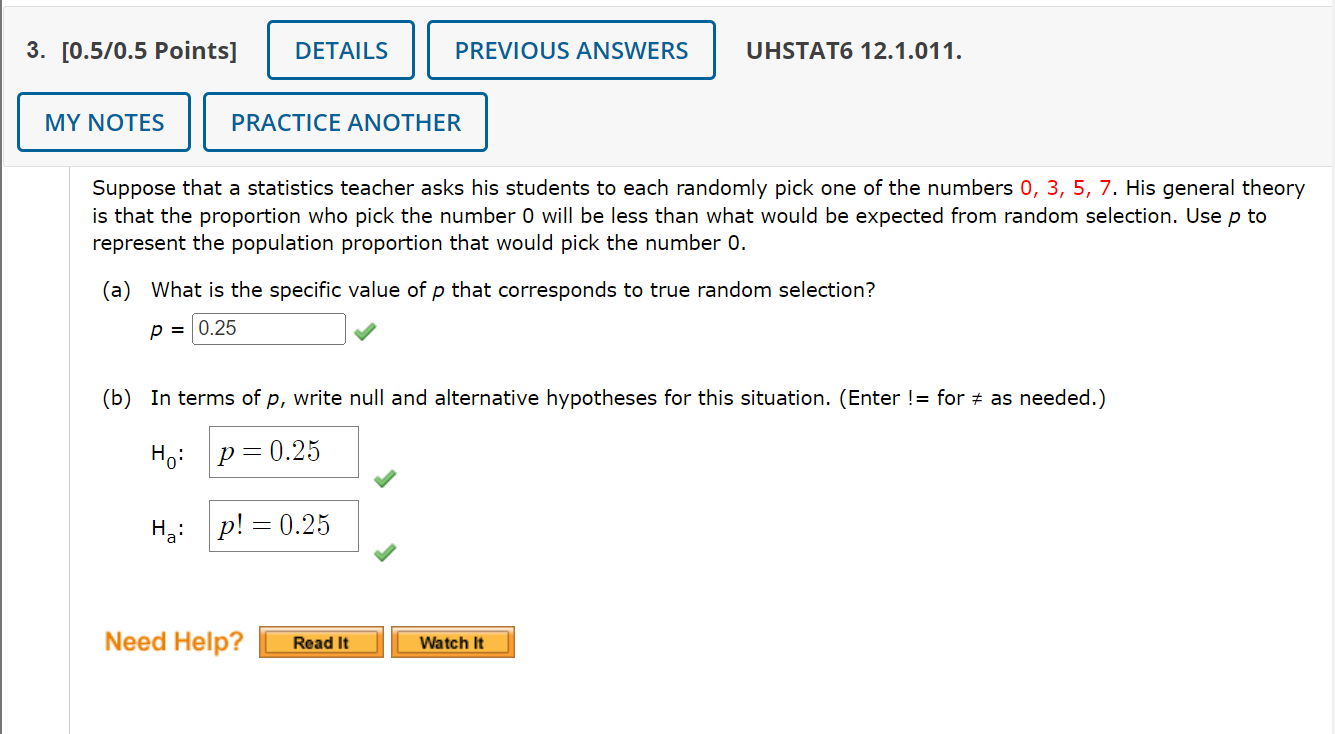 3. [0.5/0.5 Points] DETAILS PREVIOUS ANSWERS UHSTAT6 12.1.011.
MY NOTES PRACTICE ANOTHER
Suppose that a statistics teacher asks his students to each randomly pick one of the numbers 0, 3, 5, 7. His general theory
is that the proportion who pick the number 0 will be less than what would be expected from random selection. Use p to
represent the population proportion that would pick the number 0.
(a) What is the specific value of p that corresponds to true random selection?
p = 0.25
(b) In terms of p, write null and alternative hypotheses for this situation. (Enter != for ≠ as needed.)
H0: p = 0.25
Ha: p! = 0.25
Need Help? Read It Watch It